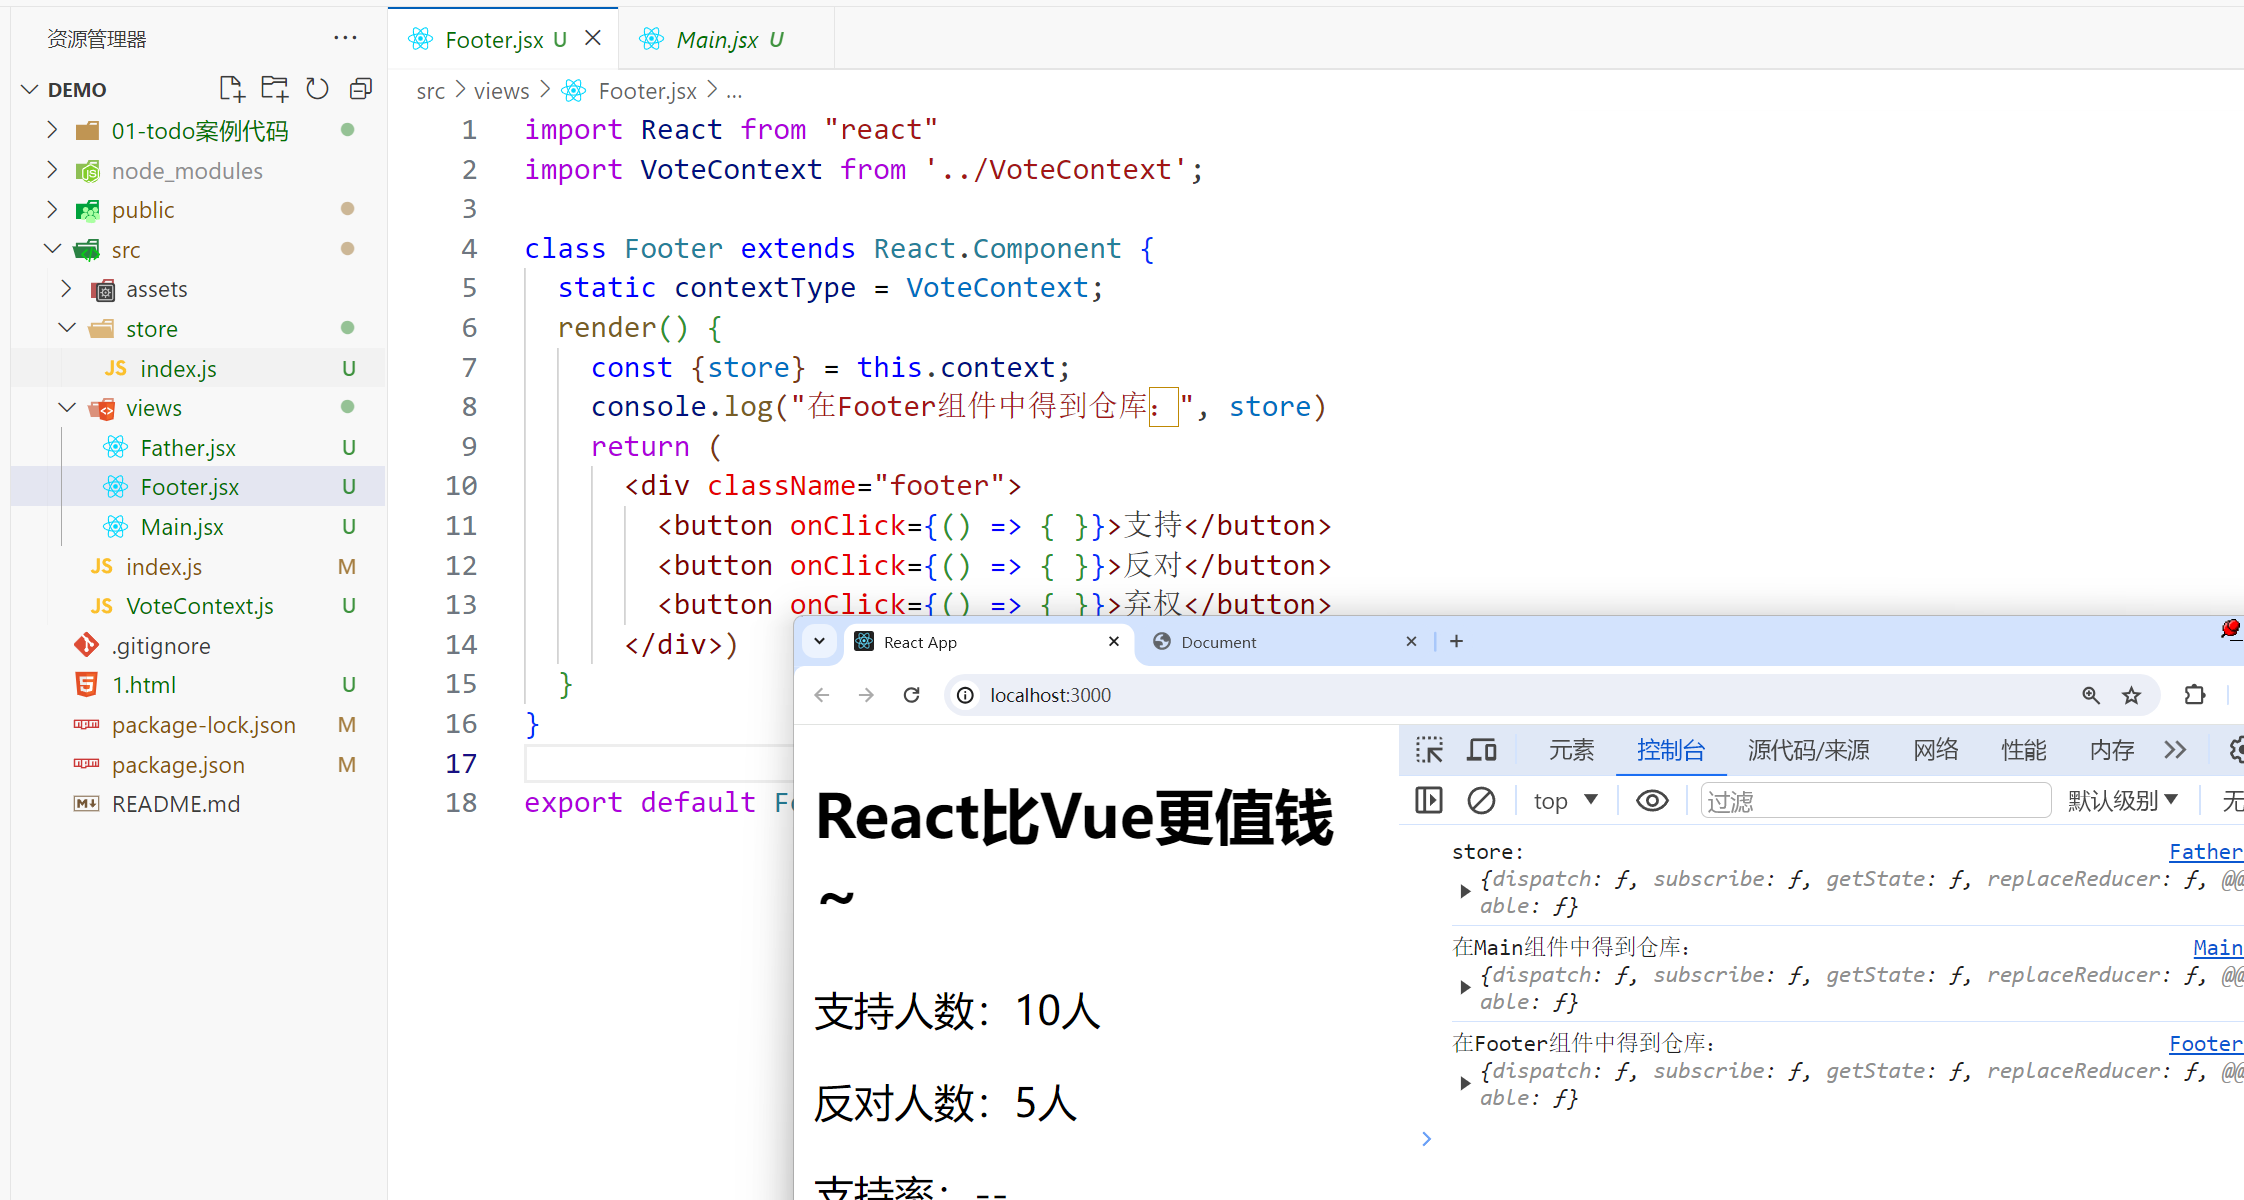 资源管理器
DEMO
01-todo案例代码
node_modules
public
src
assets
store
JS index.js U
views
Father.jsx U
Footer.jsx U
Main.jsx U
JS index.js M
JS VoteContext.js U
.gitignore
1.html U
package-lock.json M
package.json M
README.md
Footer.jsx U
Main.jsx U
src > views > Footer.jsx > ...
1 import React from "react"
2 import VoteContext from '../VoteContext';
3
4 class Footer extends React.Component {
5 static contextType = VoteContext;
6 render() {
7 const {store} = this.context;
8 console.log("在Footer组件中得到仓库：", store)
9 return (
10 <div className="footer">
11 <button onClick={() => { }}>支持</button>
12 <button onClick={() => { }}>反对</button>
13 <button onClick={() => { }}>弃权</button>
14 </div>)
15 }
16 }
17
18 export default F
React App
Document
localhost:3000
React比Vue更值钱
~
支持人数：10人
反对人数：5人
支持率：--
元素 控制台 源代码/来源 网络 性能 内存
top 过滤 默认级别 无
store: Father
{dispatch: ƒ, subscribe: ƒ, getState: ƒ, replaceReducer: ƒ, @@
able: ƒ}
在Main组件中得到仓库： Main
{dispatch: ƒ, subscribe: ƒ, getState: ƒ, replaceReducer: ƒ, @@
able: ƒ}
在Footer组件中得到仓库： Footer
{dispatch: ƒ, subscribe: ƒ, getState: ƒ, replaceReducer: ƒ, @@
able: ƒ}